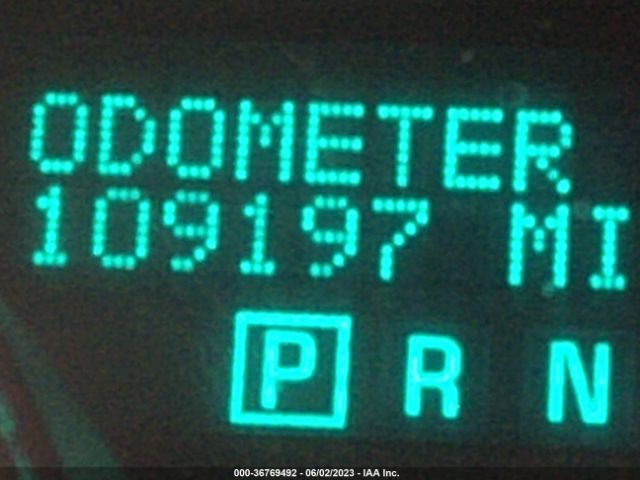 ODOMETER
109197 MI
P R N
000-36769492 - 06/02/2023 - IAA Inc.